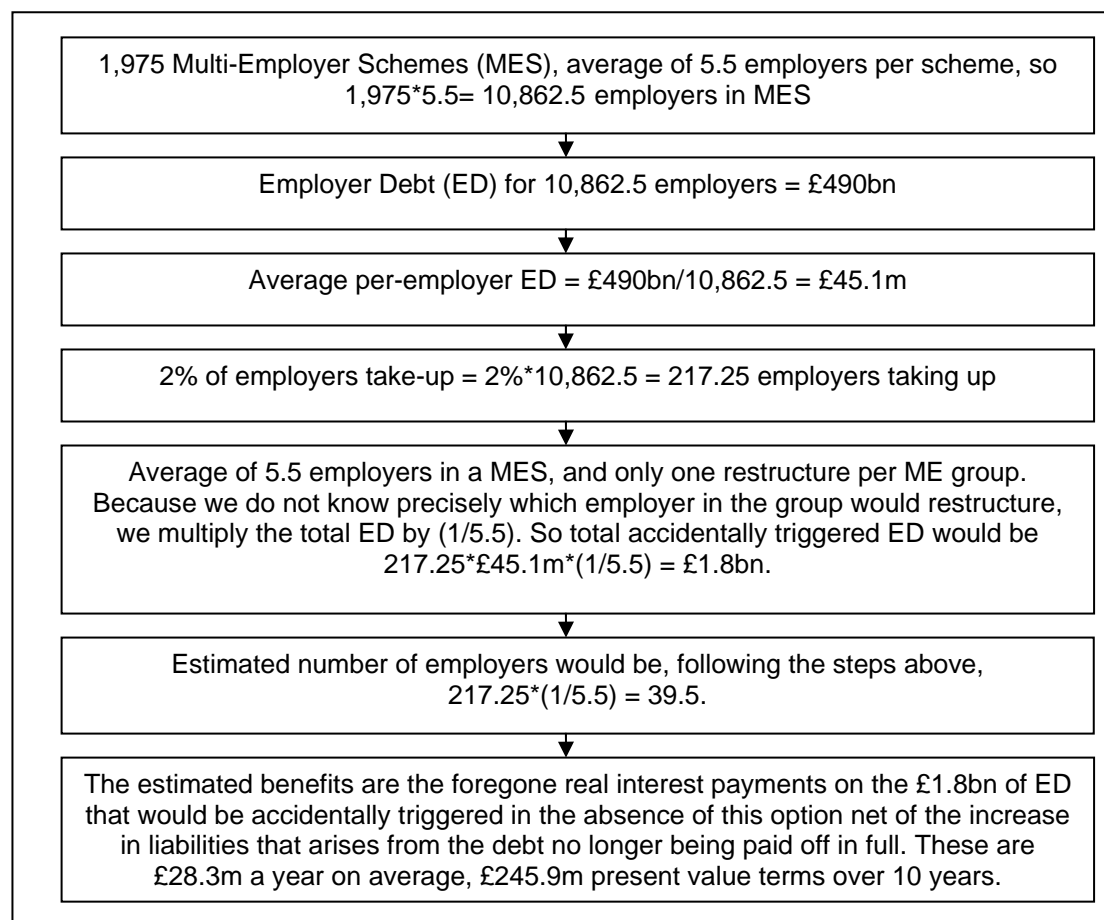 1,975 Multi-Employer Schemes (MES), average of 5.5 employers per scheme, so
1,975*5.5= 10,862.5 employers in MES
Employer Debt (ED) for 10,862.5 employers = £490bn
Average per-employer ED = £490bn/10,862.5 = £45.1m
2% of employers take-up = 2%*10,862.5 = 217.25 employers taking up
Average of 5.5 employers in a MES, and only one restructure per ME group.
Because we do not know precisely which employer in the group would restructure,
we multiply the total ED by (1/5.5). So total accidentally triggered ED would be
217.25*£45.1m*(1/5.5) = £1.8bn.
Estimated number of employers would be, following the steps above,
217.25*(1/5.5) = 39.5.
The estimated benefits are the foregone real interest payments on the £1.8bn of ED
that would be accidentally triggered in the absence of this option net of the increase
in liabilities that arises from the debt no longer being paid off in full. These are
£28.3m a year on average, £245.9m present value terms over 10 years.